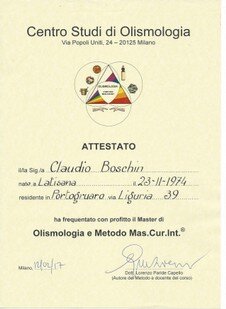 Centro Studi di Olismologia
Via Popoli Uniti, 24 – 20125 Milano
OLISMOLOGIA
ATTESTATO
il/la Sig./a Claudio Boschin
nato a Latisana il 23-11-1974
residente in Portogruaro via Liguria 39
ha frequentato con profitto il Master di
Olismologia e Metodo Mas.Cur.Int.®
Milano, 12/02/17
Dott. Lorenzo Paride Capello
(Autore del Metodo e docente del corso)